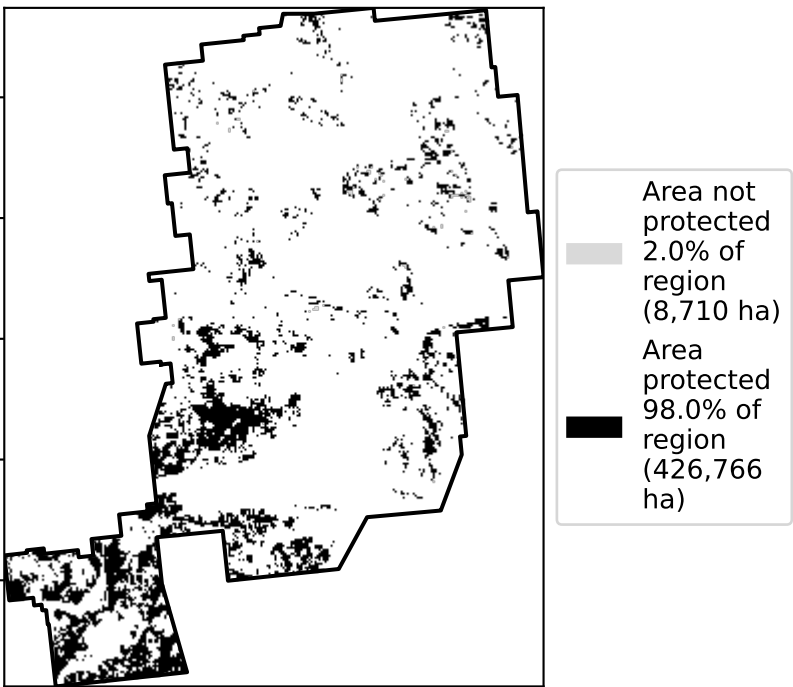 Area not
protected
2.0% of
region
(8,710 ha)
Area
protected
98.0% of
region
(426,766
ha)